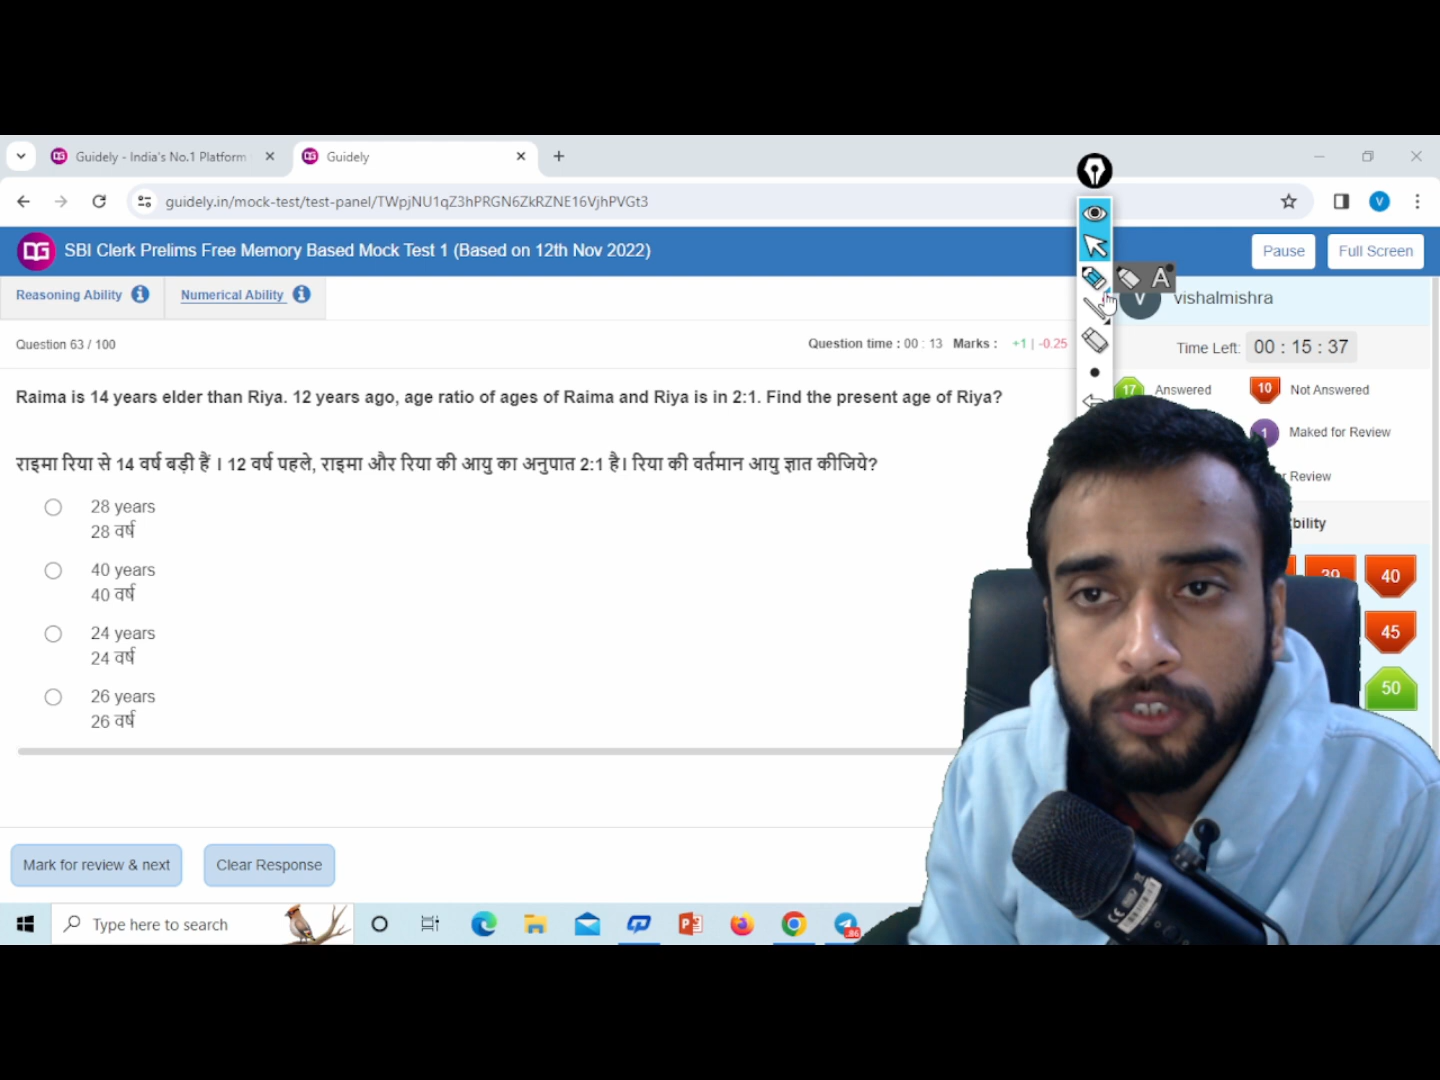 Guidely - India's No.1 Platform
Guidely
guidely.in/mock-test/test-panel/TWpjNU1qZ3hPRGN6ZkRZNE16VjhPVGt3
V
DG
SBI Clerk Prelims Free Memory Based Mock Test 1 (Based on 12th Nov 2022)
Pause
Full Screen
Reasoning Ability
Numerical Ability
A
V
vishalmishra
Question 63 / 100
Question time : 00 : 13 Marks : +1 | -0.25
Time Left: 00 : 15 : 37
17 Answered
10 Not Answered
1 Maked for Review
Review
Raima is 14 years elder than Riya. 12 years ago, age ratio of ages of Raima and Riya is in 2:1. Find the present age of Riya?
राइमा रिया से 14 वर्ष बड़ी हैं । 12 वर्ष पहले, राइमा और रिया की आयु का अनुपात 2:1 है। रिया की वर्तमान आयु ज्ञात कीजिये?
28 years
28 वर्ष
40 years
40 वर्ष
24 years
24 वर्ष
26 years
26 वर्ष
39
40
45
50
Mark for review & next
Clear Response
Type here to search